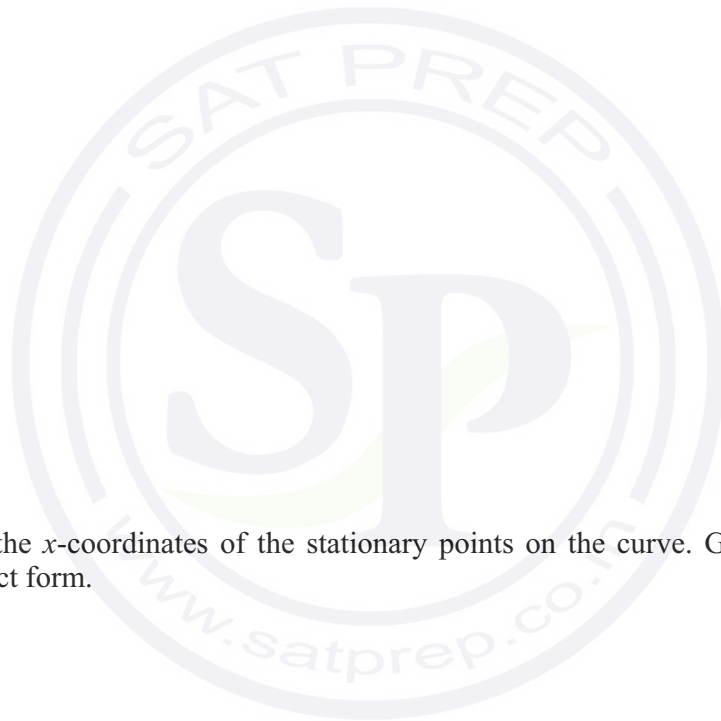 SAT PREP
SP
the x-coordinates of the stationary points on the curve. G
ct form.
www.satprep.co.in